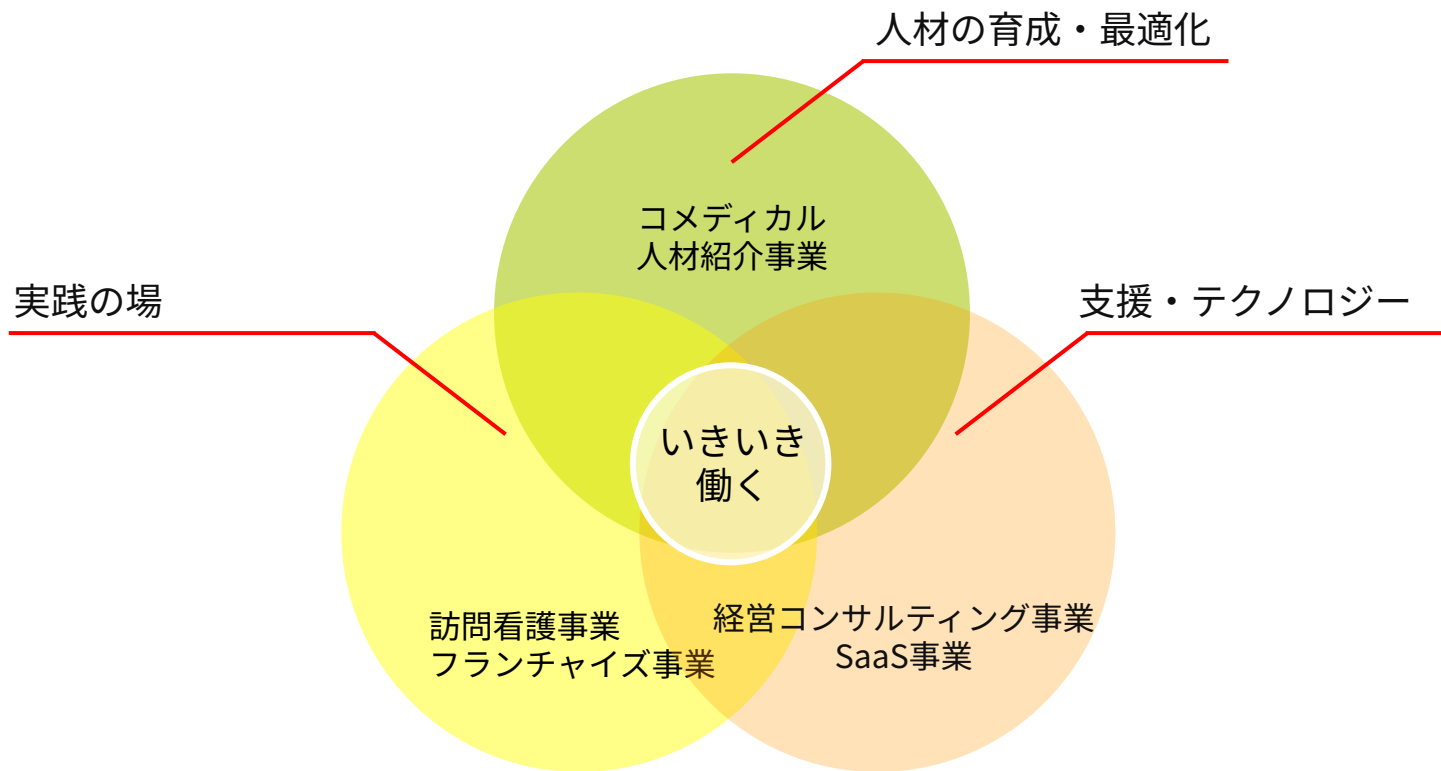 人材の育成・最適化
コメディカル
人材紹介事業
実践の場
支援・テクノロジー
いきいき
働く
訪問看護事業
フランチャイズ事業
経営コンサルティング事業
SaaS事業